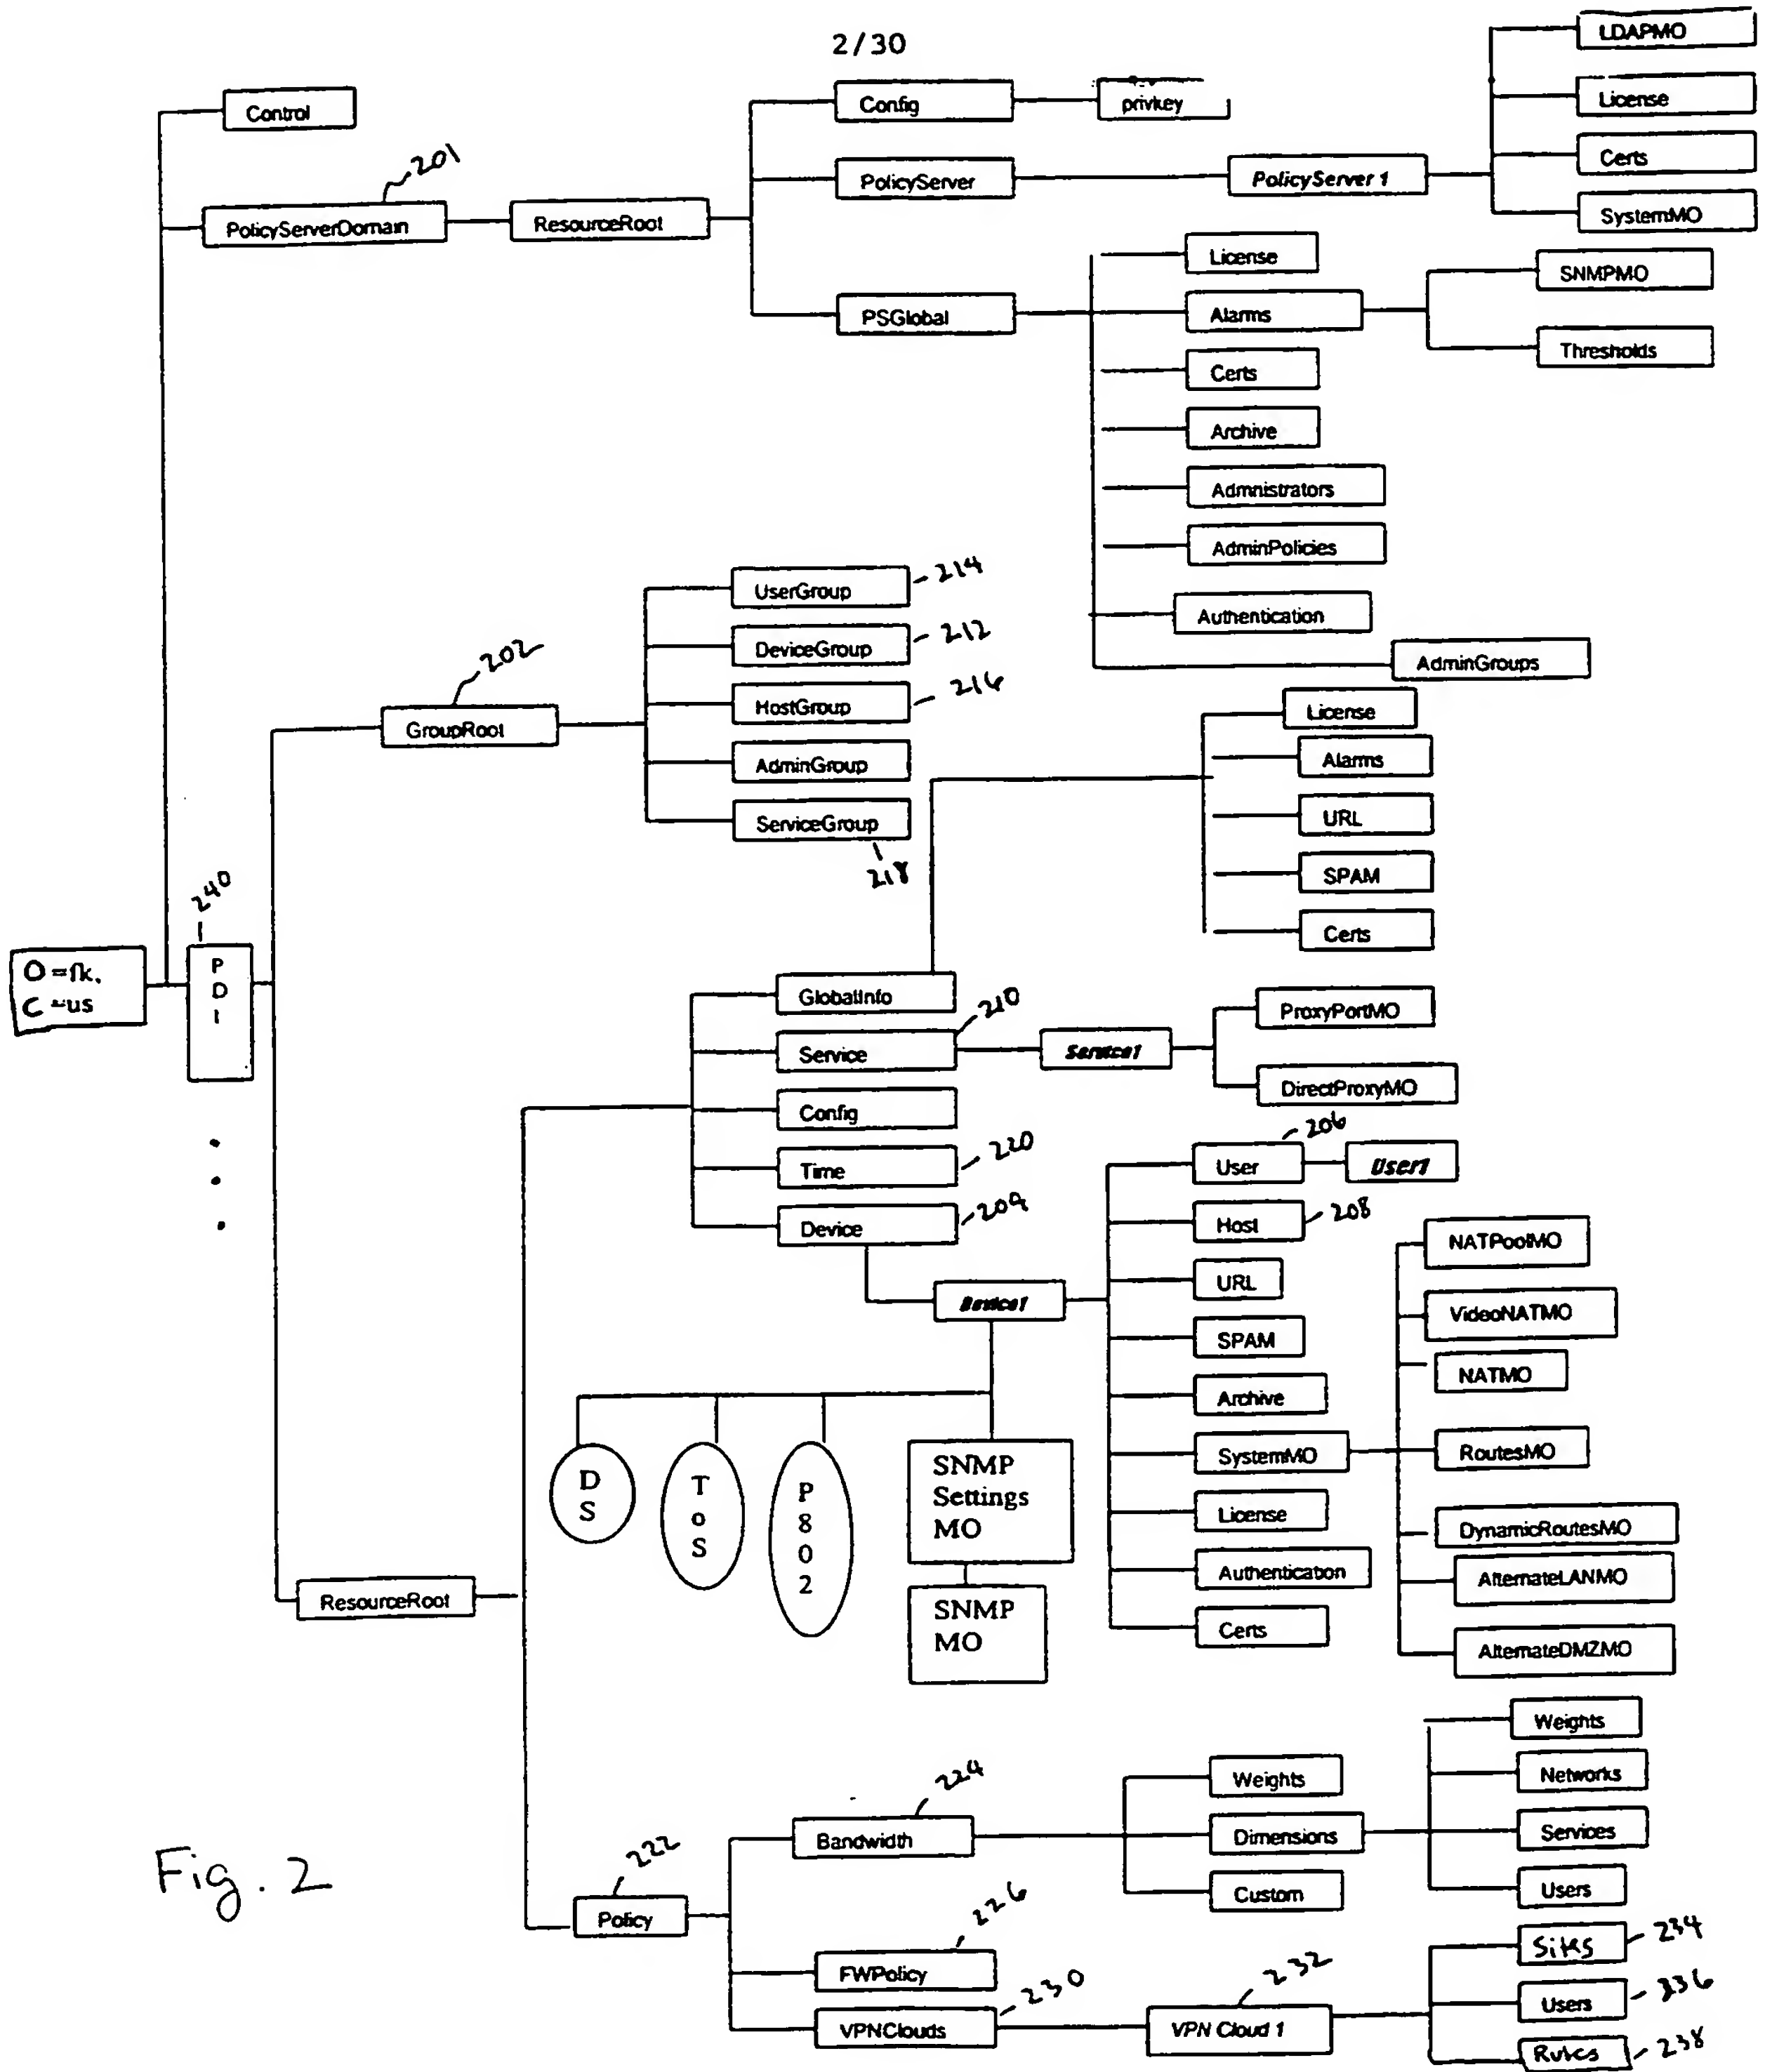 2/30
Control
PolicyServerDomain
201
ResourceRoot
Config
privkey
PolicyServer
PolicyServer 1
LDAPMO
License
Certs
SystemMO
PSGlobal
License
Alarms
SNMPMO
Thresholds
Certs
Archive
Admnistrators
AdminPolicies
Authentication
AdminGroups
GroupRoot
202
UserGroup
214
DeviceGroup
212
HostGroup
216
AdminGroup
ServiceGroup
218
License
Alarms
URL
SPAM
Certs
O=fk,
C=us
240
P
D
1
GlobalInfo
Service
210
Service1
ProxyPortMO
DirectProxyMO
Config
Time
220
Device
209
Device1
User
206
User1
Host
208
URL
SPAM
Archive
SystemMO
License
Authentication
Certs
NATPoolMO
VideoNATMO
NATMO
RoutesMO
DynamicRoutesMO
AlternateLANMO
AlternateDMZMO
D
S
T
o
S
P
8
0
2
SNMP
Settings
MO
SNMP
MO
ResourceRoot
Policy
222
Bandwidth
224
Weights
Dimensions
Custom
Weights
Networks
Services
Users
FWPolicy
226
VPNClouds
230
VPN Cloud 1
232
Sites
234
Users
236
Rules
238
Fig. 2